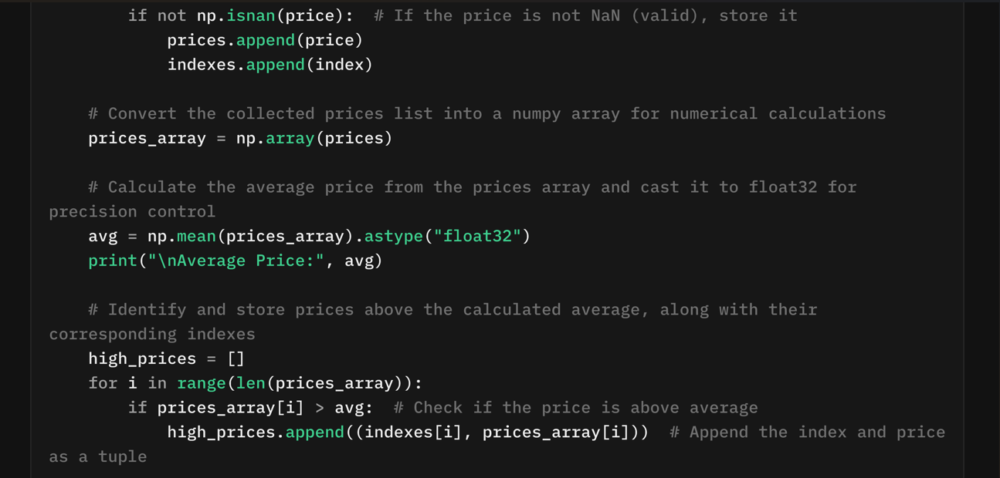 if not np.isnan(price):  # If the price is not NaN (valid), store it
prices.append(price)
indexes.append(index)
# Convert the collected prices list into a numpy array for numerical calculations
prices_array = np.array(prices)
# Calculate the average price from the prices array and cast it to float32 for
precision control
avg = np.mean(prices_array).astype("float32")
print("\nAverage Price:", avg)
# Identify and store prices above the calculated average, along with their
corresponding indexes
high_prices = []
for i in range(len(prices_array)):
if prices_array[i] > avg:  # Check if the price is above average
high_prices.append((indexes[i], prices_array[i]))  # Append the index and price
as a tuple